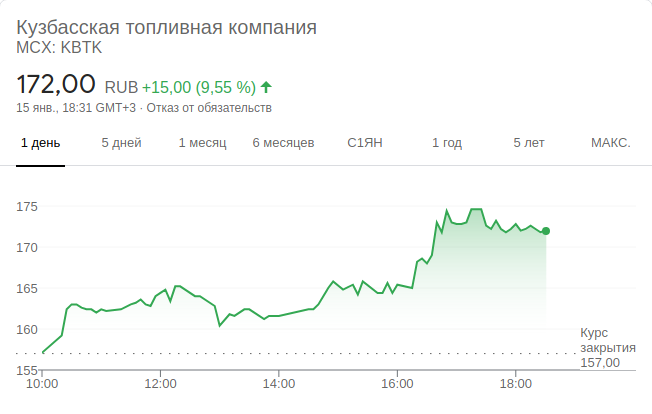 Кузбасская топливная компания
MCX: KBTK
172,00 RUB +15,00 (9,55 %)
15 янв., 18:31 GMT+3 · Отказ от обязательств
1 день 5 дней 1 месяц 6 месяцев С1ЯН 1 год 5 лет МАКС.
175
170
165
160
Курс
закрытия
157,00
155
10:00 12:00 14:00 16:00 18:00